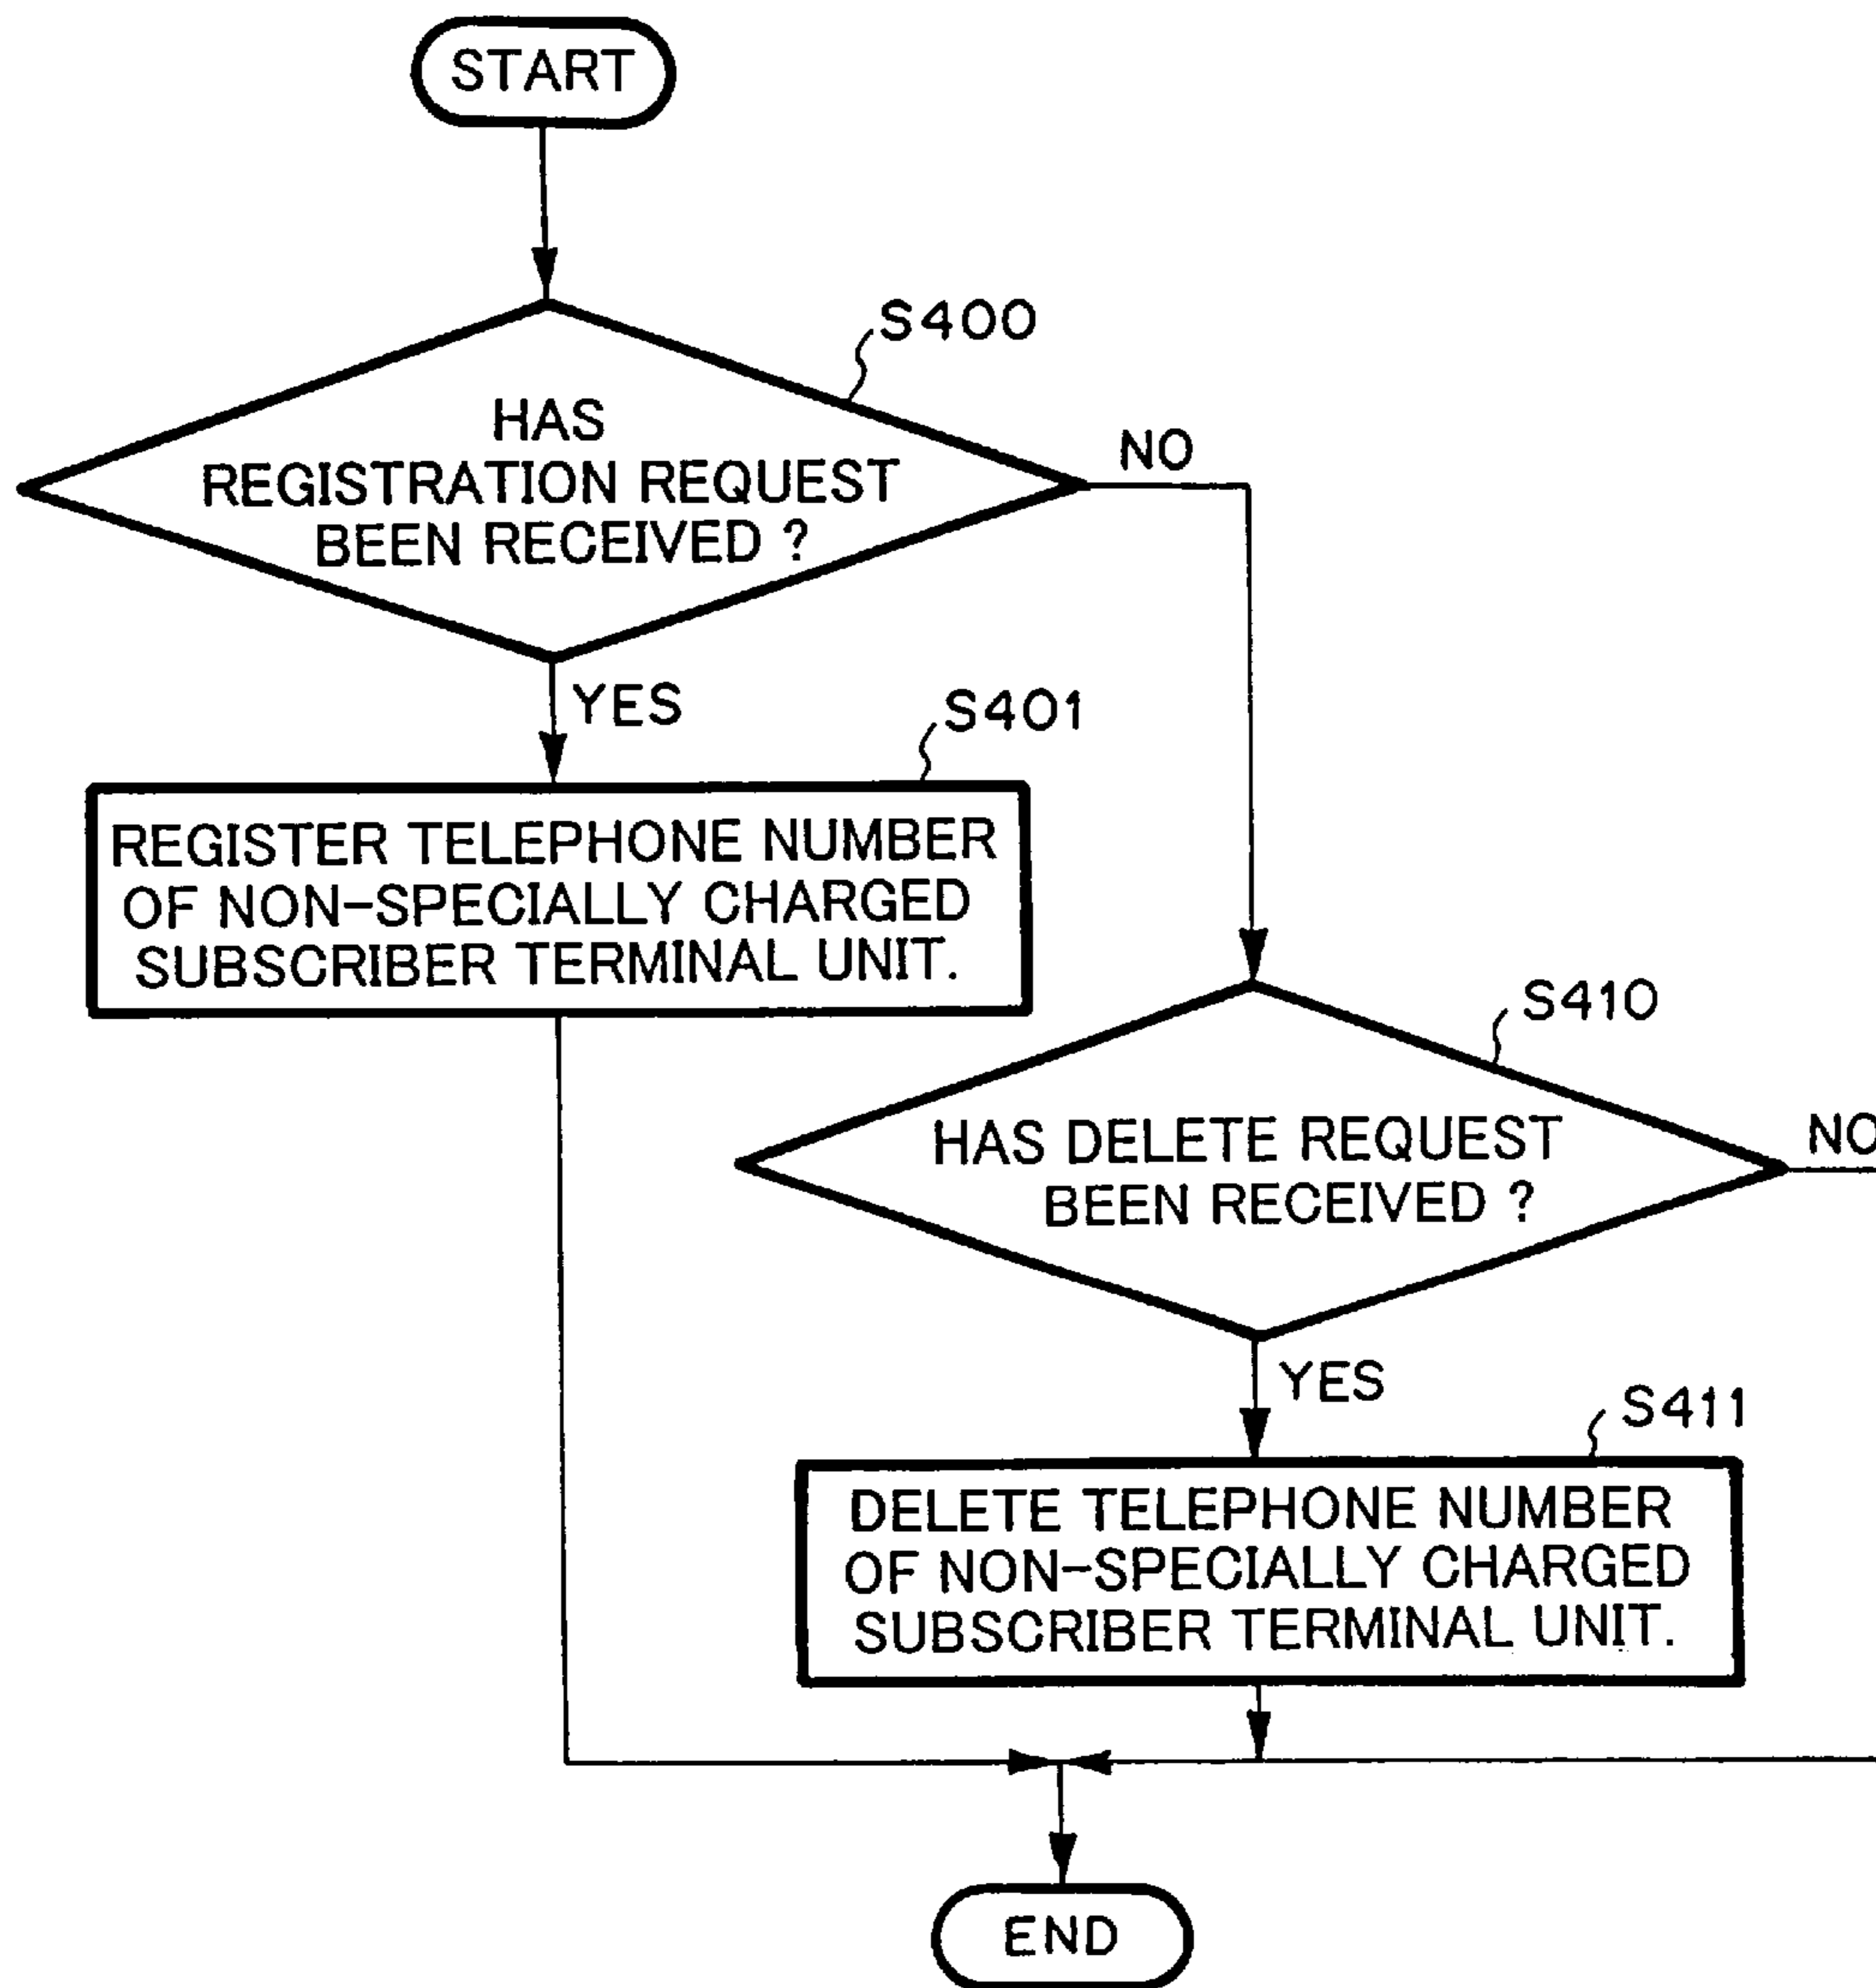 START
S400
HAS
REGISTRATION REQUEST
BEEN RECEIVED ?
NO
YES
S401
REGISTER TELEPHONE NUMBER
OF NON-SPECIALLY CHARGED
SUBSCRIBER TERMINAL UNIT.
S410
HAS DELETE REQUEST
BEEN RECEIVED ?
NO
YES
S411
DELETE TELEPHONE NUMBER
OF NON-SPECIALLY CHARGED
SUBSCRIBER TERMINAL UNIT.
END